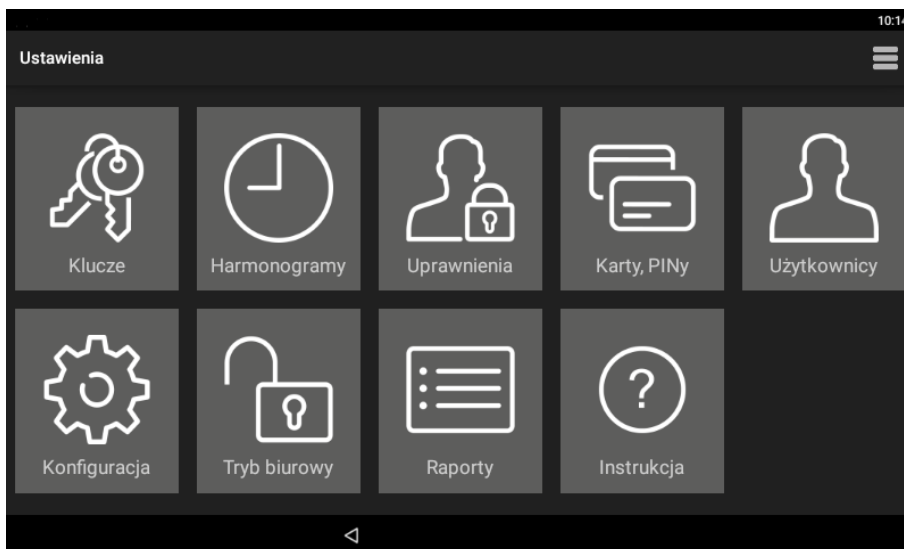 10:14
Ustawienia
Klucze
Harmonogramy
Uprawnienia
Karty, PINy
Użytkownicy
?
Konfiguracja
Tryb biurowy
Raporty
Instrukcja